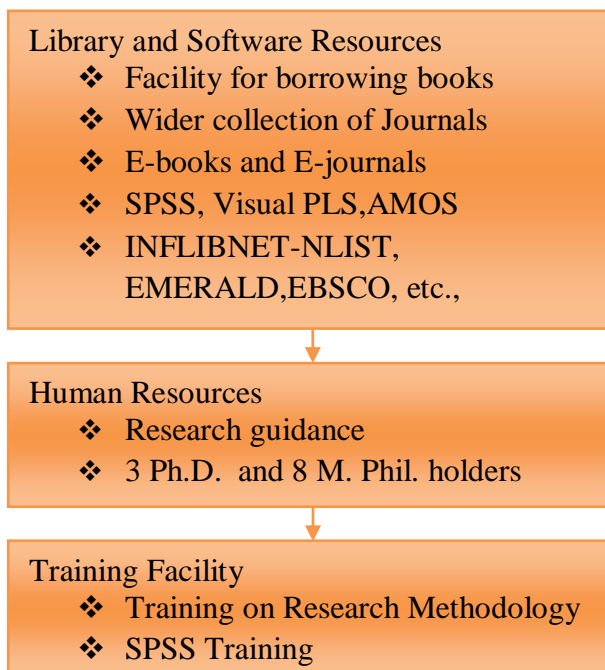 Library and Software Resources
❖ Facility for borrowing books
❖ Wider collection of Journals
❖ E-books and E-journals
❖ SPSS, Visual PLS,AMOS
❖ INFLIBNET-NLIST,
EMERALD,EBSCO, etc.,
Human Resources
❖ Research guidance
❖ 3 Ph.D. and 8 M. Phil. holders
Training Facility
❖ Training on Research Methodology
❖ SPSS Training